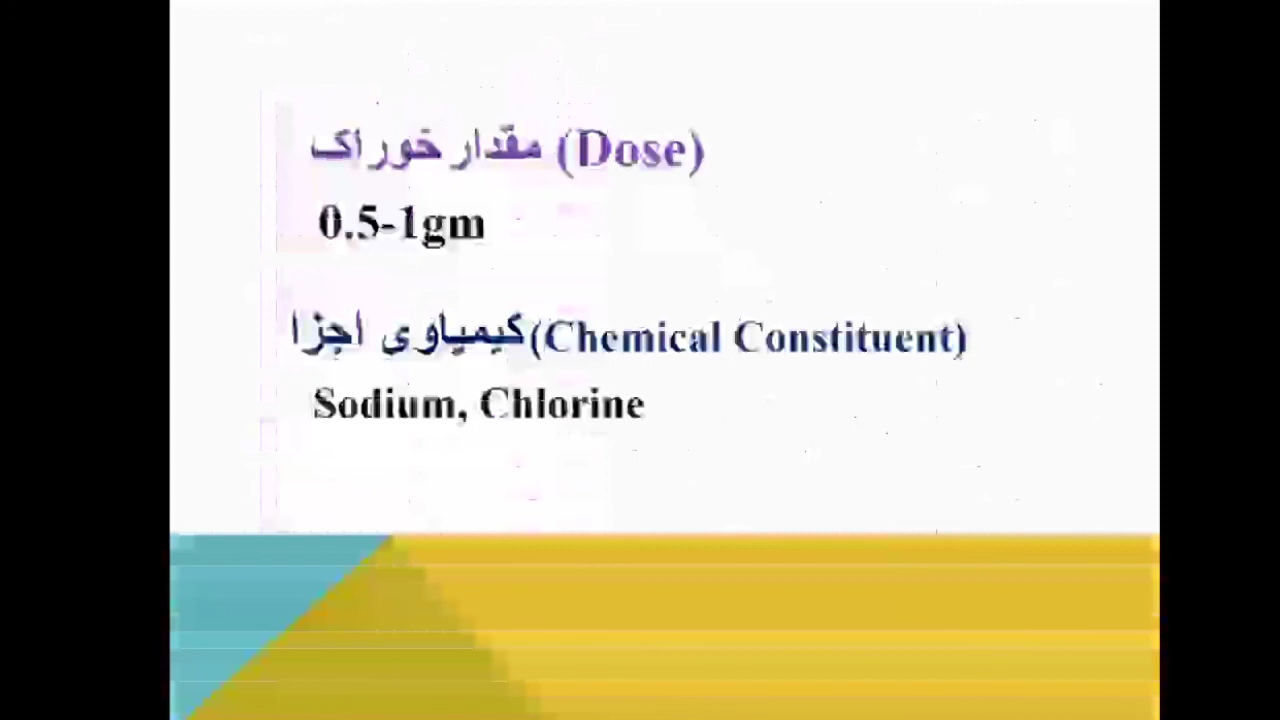 مقدار خوراک (Dose)
0.5-1gm
کیمیاوی اجزا (Chemical Constituent)
Sodium, Chlorine